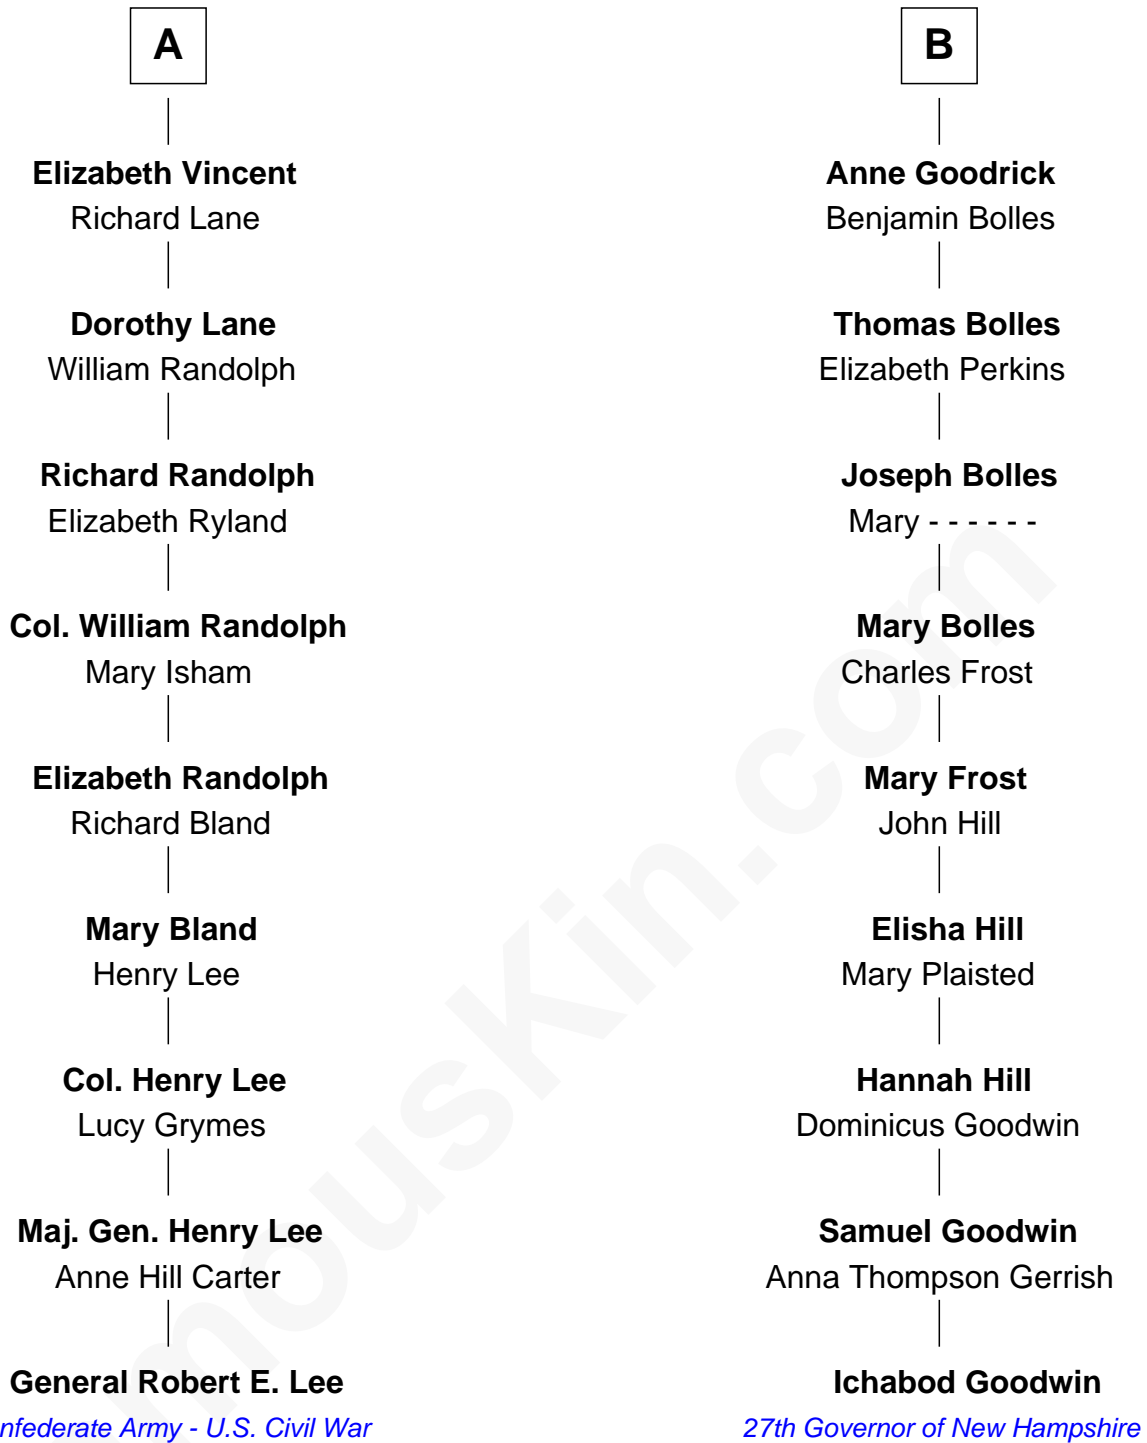 A
Elizabeth Vincent
Richard Lane
Dorothy Lane
William Randolph
Richard Randolph
Elizabeth Ryland
Col. William Randolph
Mary Isham
Elizabeth Randolph
Richard Bland
Mary Bland
Henry Lee
Col. Henry Lee
Lucy Grymes
Maj. Gen. Henry Lee
Anne Hill Carter
General Robert E. Lee
nfederate Army - U.S. Civil War
B
Anne Goodrick
Benjamin Bolles
Thomas Bolles
Elizabeth Perkins
Joseph Bolles
Mary - - - - - -
Mary Bolles
Charles Frost
Mary Frost
John Hill
Elisha Hill
Mary Plaisted
Hannah Hill
Dominicus Goodwin
Samuel Goodwin
Anna Thompson Gerrish
Ichabod Goodwin
27th Governor of New Hampshire
mousKin.com